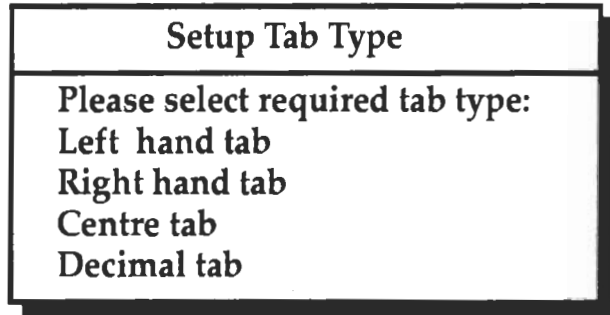 Setup Tab Type
Please select required tab type:
Left hand tab
Right hand tab
Centre tab
Decimal tab